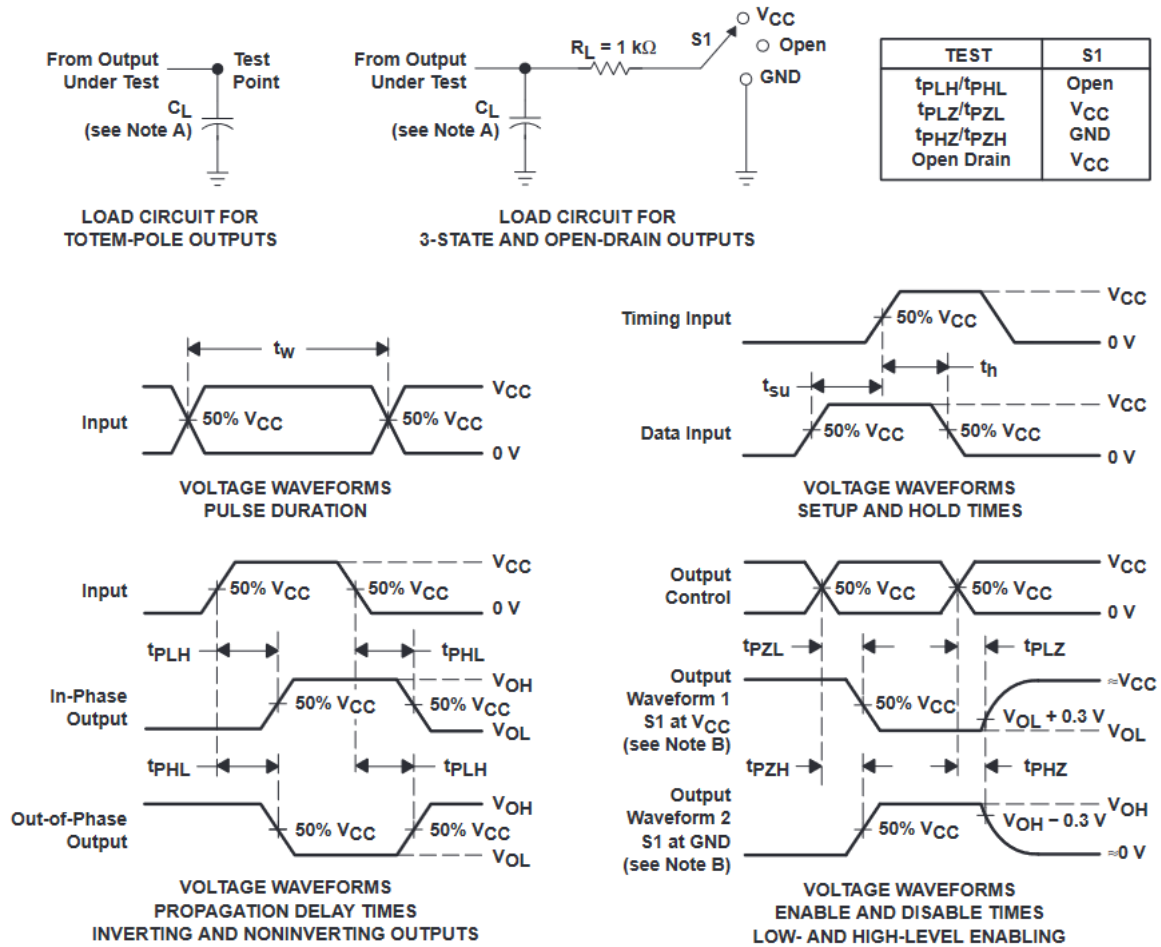 From Output
Under Test
Test
Point
CL
(see Note A)
LOAD CIRCUIT FOR
TOTEM-POLE OUTPUTS
From Output
Under Test
RL = 1 kΩ
S1
VCC
Open
GND
CL
(see Note A)
LOAD CIRCUIT FOR
3-STATE AND OPEN-DRAIN OUTPUTS
TEST S1
tPLH/tPHL Open
tPLZ/tPZL VCC
tPHZ/tPZH GND
Open Drain VCC
tw
Input
50% VCC
50% VCC
VCC
0 V
VOLTAGE WAVEFORMS
PULSE DURATION
Timing Input
50% VCC
VCC
0 V
tsu
th
Data Input
50% VCC
50% VCC
VCC
0 V
VOLTAGE WAVEFORMS
SETUP AND HOLD TIMES
Input
50% VCC
50% VCC
VCC
0 V
tPLH
tPHL
In-Phase
Output
50% VCC
50% VCC
VOH
VOL
tPHL
tPLH
Out-of-Phase
Output
50% VCC
50% VCC
VOH
VOL
VOLTAGE WAVEFORMS
PROPAGATION DELAY TIMES
INVERTING AND NONINVERTING OUTPUTS
Output
Control
50% VCC
50% VCC
VCC
0 V
tPZL
tPLZ
Output
Waveform 1
S1 at VCC
(see Note B)
50% VCC
≈VCC
VOL + 0.3 V
VOL
tPZH
tPHZ
Output
Waveform 2
S1 at GND
(see Note B)
50% VCC
VOH
VOH − 0.3 V
≈0 V
VOLTAGE WAVEFORMS
ENABLE AND DISABLE TIMES
LOW- AND HIGH-LEVEL ENABLING